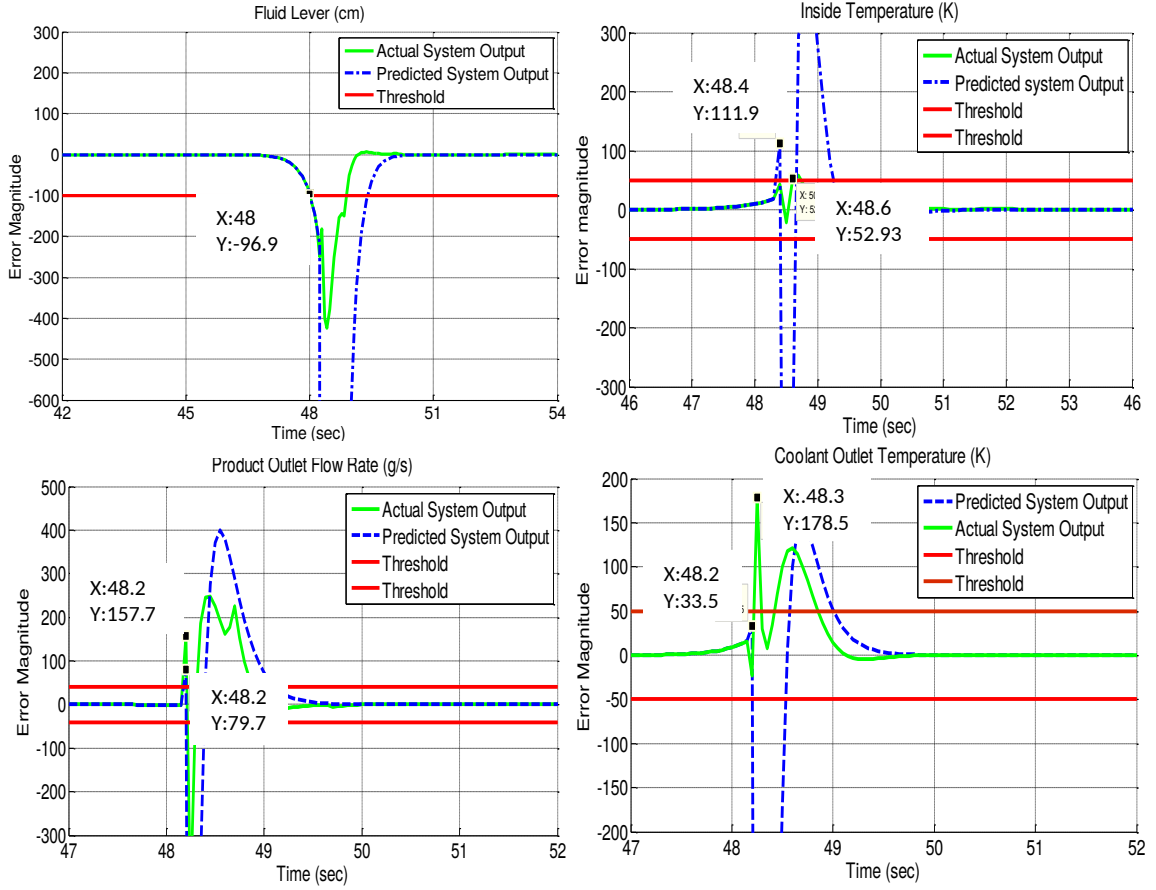 Fluid Lever (cm)
Error Magnitude
300
200
100
0
-100
-200
-300
-400
-500
-600
42
45
48
51
54
Time (sec)
Actual System Output
Predicted System Output
Threshold
X:48
Y:-96.9
Inside Temperature (K)
Error magnitude
300
200
100
0
-100
-200
-300
46
47
48
49
50
51
52
53
46
Time (sec)
Actual System Output
Predicted system Output
Threshold
Threshold
X:48.4
Y:111.9
X:48.6
Y:52.93
Product Outlet Flow Rate (g/s)
Error Magnitude
500
400
300
200
100
0
-100
-200
-300
47
48
49
50
51
52
Time (sec)
Actual System Output
Predicted System Output
Threshold
Threshold
X:48.2
Y:157.7
X:48.2
Y:79.7
Coolant Outlet Temperature (K)
Error Magnitude
200
150
100
50
0
-50
-100
-150
-200
47
48
49
50
51
52
Time (sec)
Predicted System Output
Actual System Output
Threshold
Threshold
X:.48.3
Y:178.5
X:48.2
Y:33.5